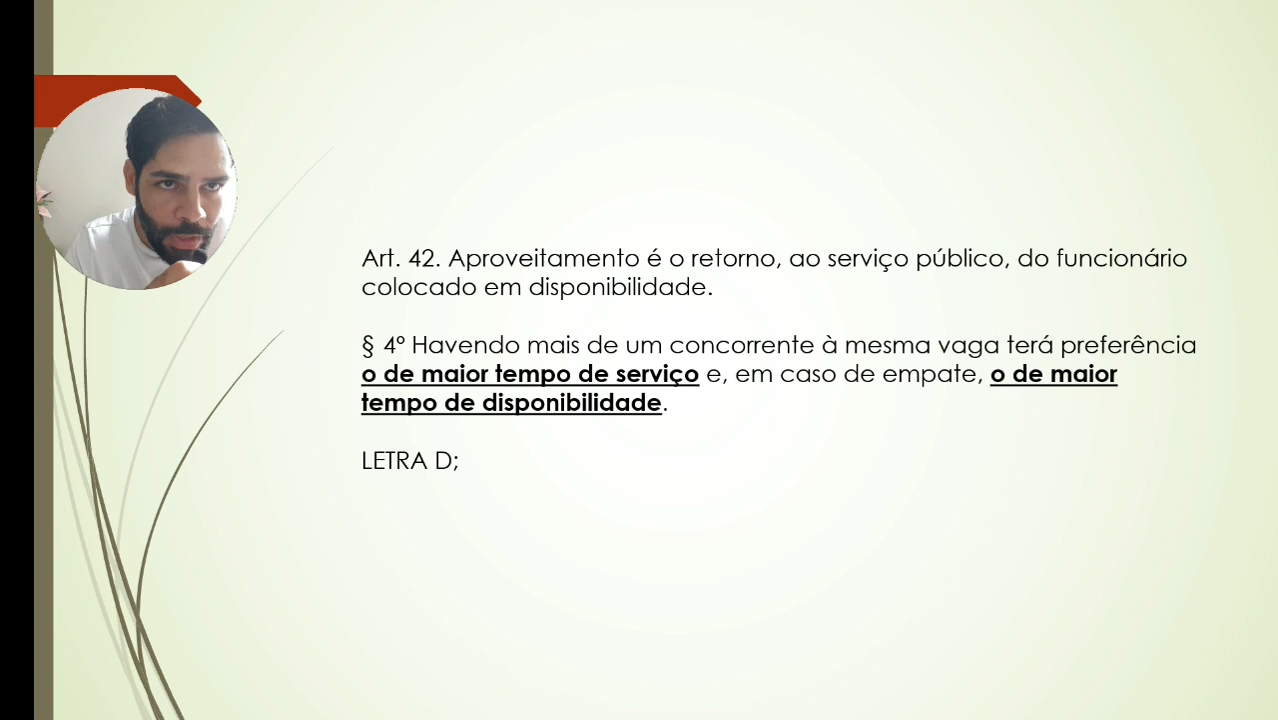 Art. 42. Aproveitamento é o retorno, ao serviço público, do funcionário
colocado em disponibilidade.
§ 4º Havendo mais de um concorrente à mesma vaga terá preferência
o de maior tempo de serviço e, em caso de empate, o de maior
tempo de disponibilidade.
LETRA D;